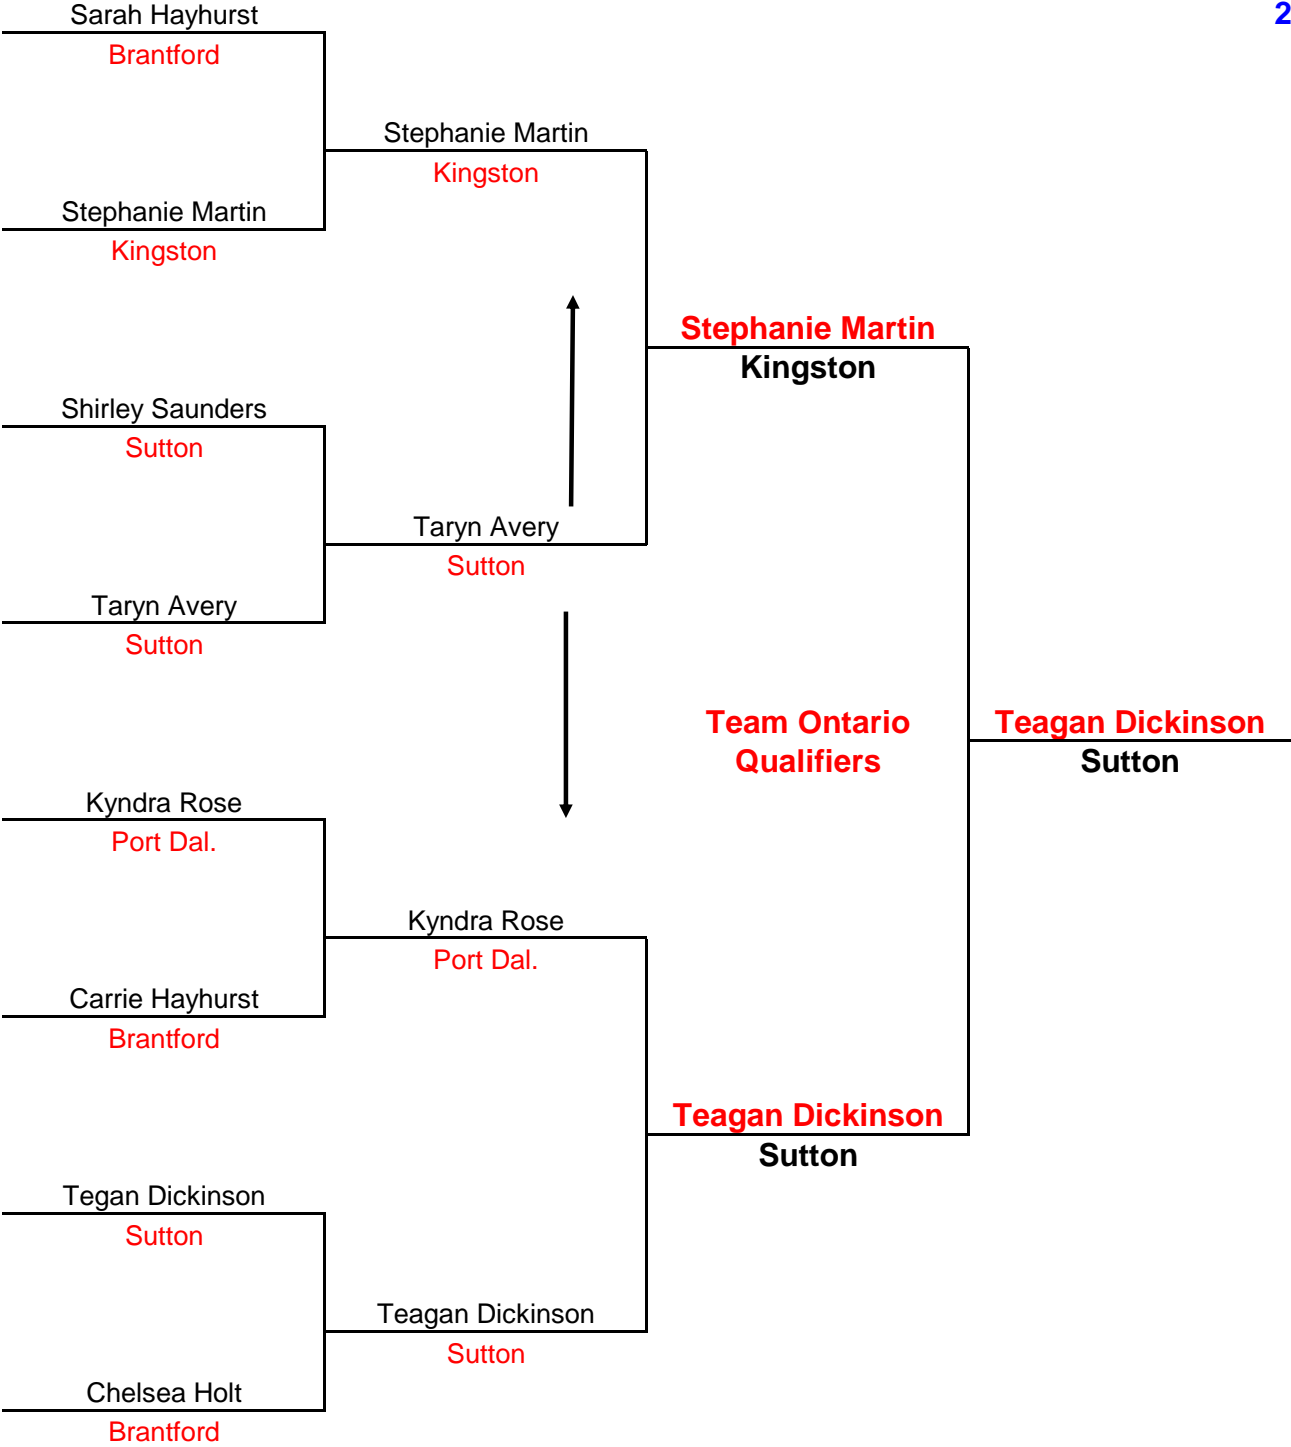 Sarah Hayhurst
2
Brantford
Stephanie Martin
Kingston
Stephanie Martin
Kingston
Stephanie Martin
Kingston
Shirley Saunders
Sutton
Taryn Avery
Sutton
Taryn Avery
Sutton
Team Ontario
Qualifiers
Teagan Dickinson
Sutton
Kyndra Rose
Port Dal.
Kyndra Rose
Port Dal.
Carrie Hayhurst
Brantford
Teagan Dickinson
Sutton
Tegan Dickinson
Sutton
Teagan Dickinson
Sutton
Chelsea Holt
Brantford